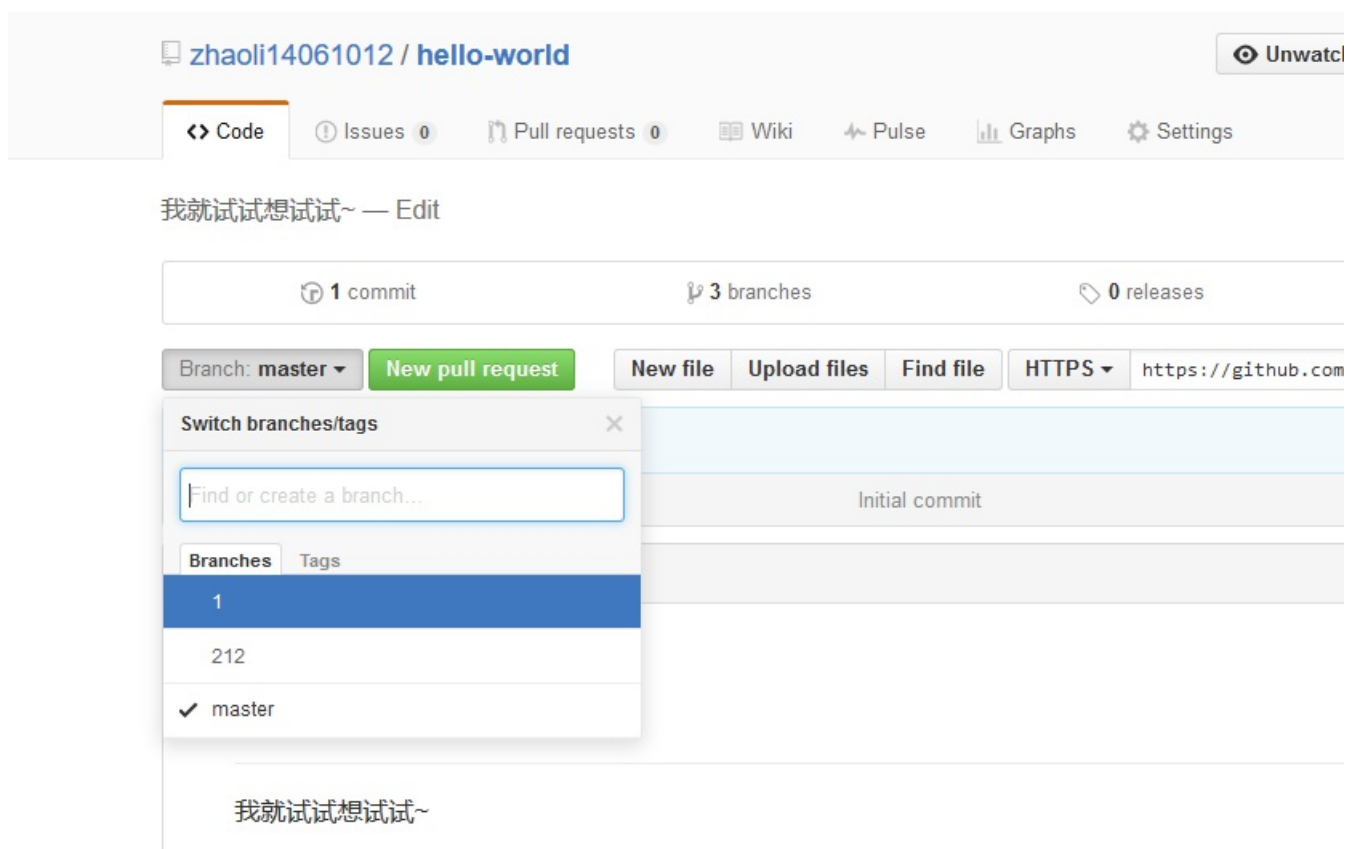 zhaoli14061012 / hello-world
Unwatch
Code Issues 0 Pull requests 0 Wiki Pulse Graphs Settings
我就试试想试试~ — Edit
1 commit 3 branches 0 releases
Branch: master New pull request New file Upload files Find file HTTPS https://github.com
Switch branches/tags
Find or create a branch...
Initial commit
Branches Tags
1
212
master
我就试试想试试~